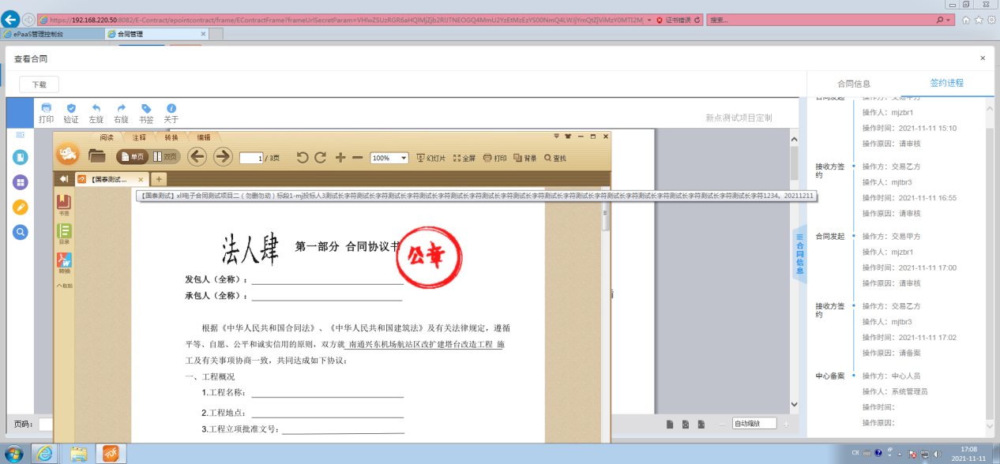 https://192.168.220.50:8082/E-Contract/epointcontract/frame/EContractFrame?frameUrlSecretParam=
证书错误
搜索...
ePaaS管理控制台
合同管理
查看合同
下载
合同信息
签约进程
打印
验证
左旋
右旋
书签
关于
新点测试项目定制
阅读
注释
转换
编辑
单页
双页
1 / 3页
100%
幻灯片
全屏
打印
背景
查找
【国泰测试...
【国泰测试】xll电子合同测试项目二（勿删勿动）标段1-mj投标人3测试长字符测试长字符测试长字符测试长字符测试长字符测试长字符测试长字符测试长字符测试长字符测试长字符测试长字符测试长字符测试长字符测试长字符1234。20211211
书签
目录
转换
收起
法人肆
第一部分 合同协议书
公章
发包人（全称）：
承包人（全称）：
根据《中华人民共和国合同法》、《中华人民共和国建筑法》及有关法律规定，遵循
平等、自愿、公平和诚实信用的原则，双方就 南通兴东机场航站区改扩建塔台改造工程 施
工及有关事项协商一致，共同达成如下协议：
一、工程概况
1.工程名称：
2.工程地点：
3.工程立项批准文号：
合同信息
合同发起
操作方：交易甲方
操作人：mjzbr1
操作时间：2021-11-11 15:10
操作原因：请审核
接收方签约
操作方：交易乙方
操作人：mjtbr3
操作时间：2021-11-11 16:55
操作原因：请审核
合同发起
操作方：交易甲方
操作人：mjzbr1
操作时间：2021-11-11 17:00
操作原因：请审核
接收方签约
操作方：交易乙方
操作人：mjtbr3
操作时间：2021-11-11 17:02
操作原因：请备案
中心备案
操作方：中心人员
操作人：系统管理员
操作时间：
操作原因：
页码：
自动缩放
CH
17:08
2021-11-11